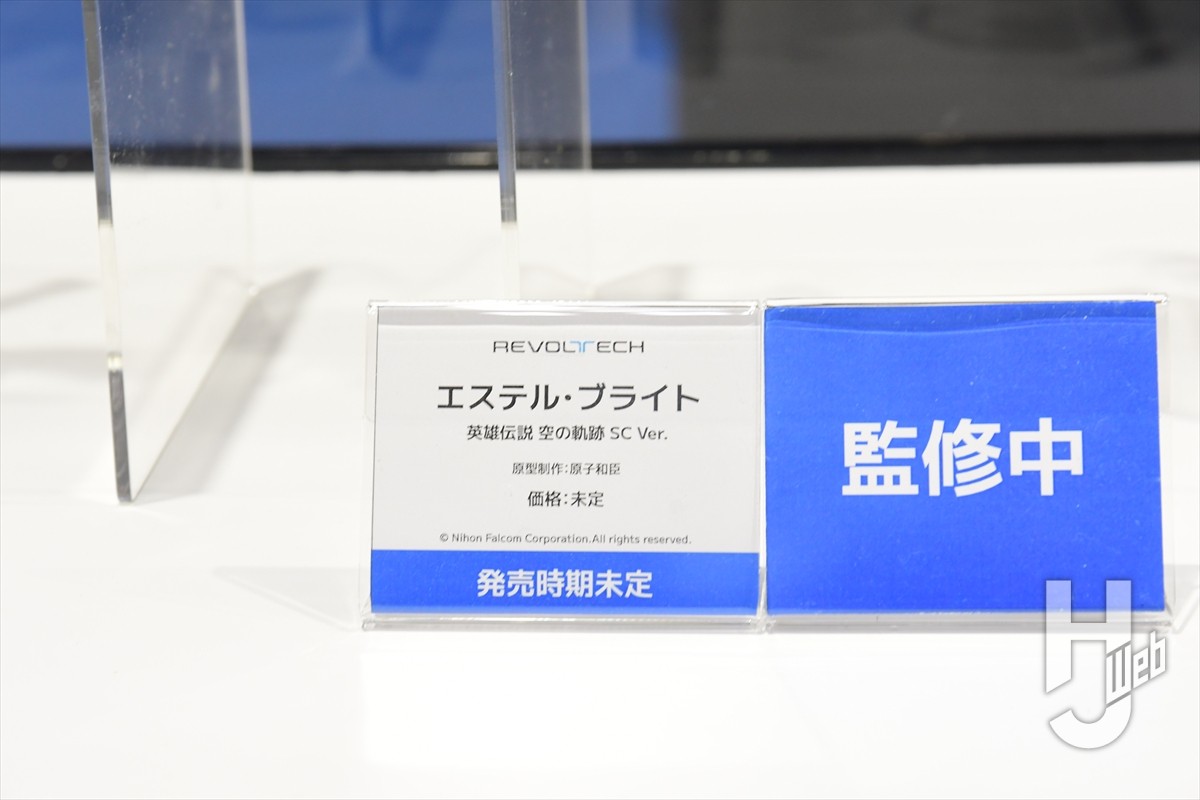 REVOLTECH
エステル・ブライト
英雄伝説 空の軌跡 SC Ver.
原型制作:原子和臣
価格:未定
© Nihon Falcom Corporation.All rights reserved.
発売時期未定
監修中
HJ Web